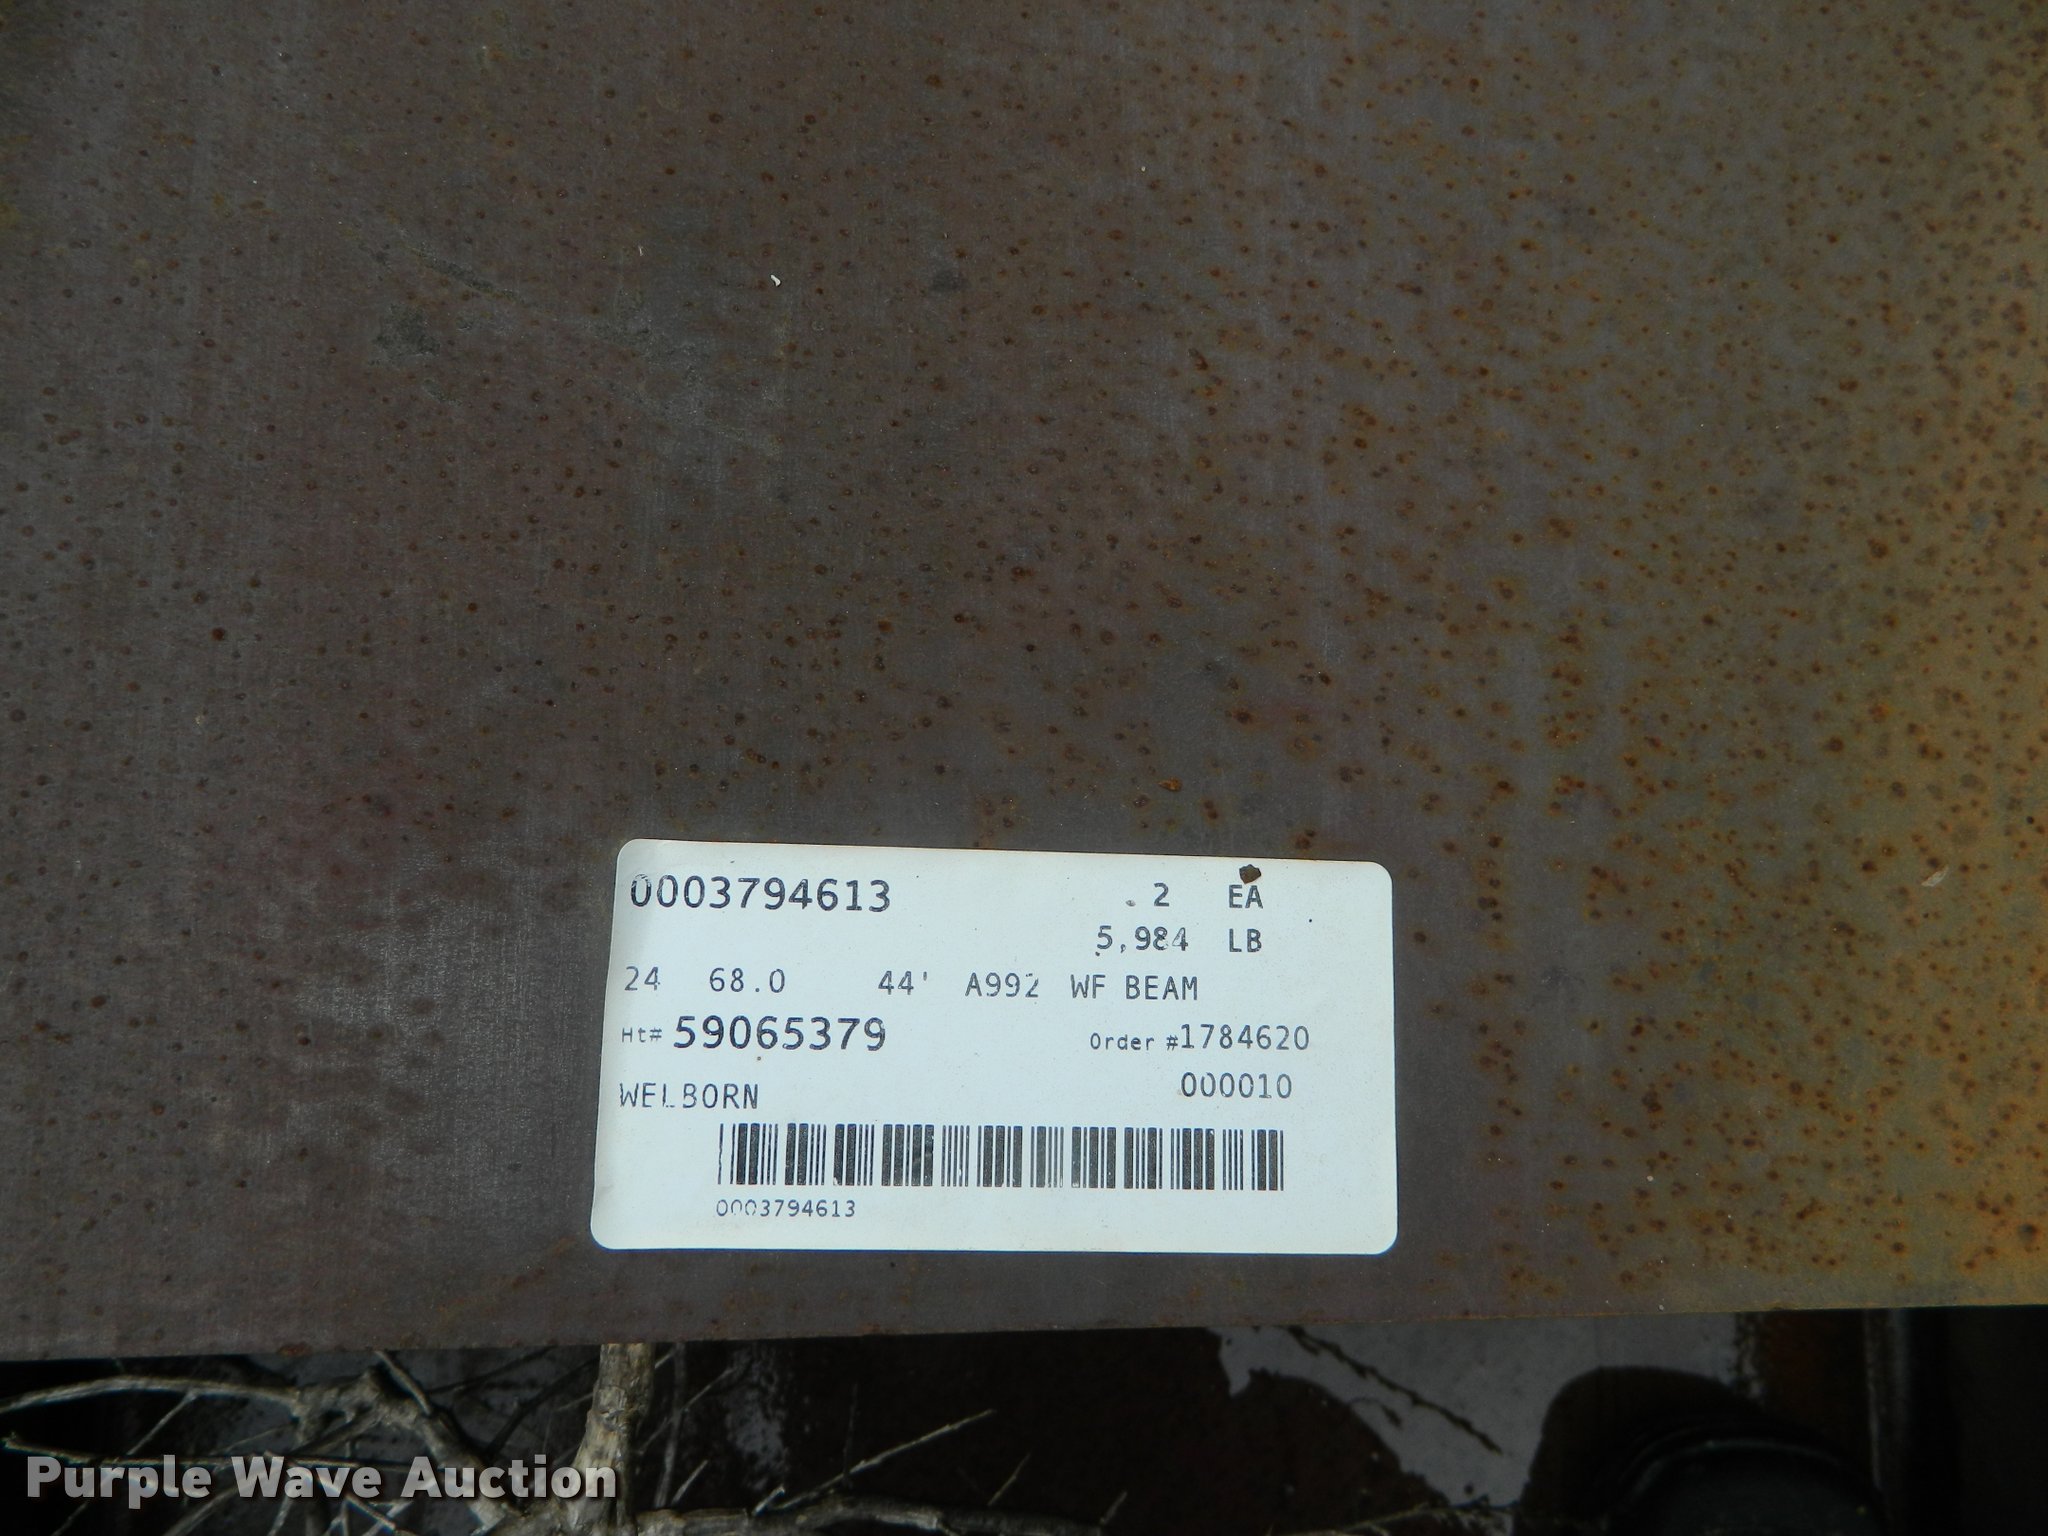 0003794613 2 EA
5,984 LB
24 68.0 44' A992 WF BEAM
Ht# 59065379 Order #1784620
WELBORN 000010
0003794613
Purple Wave Auction